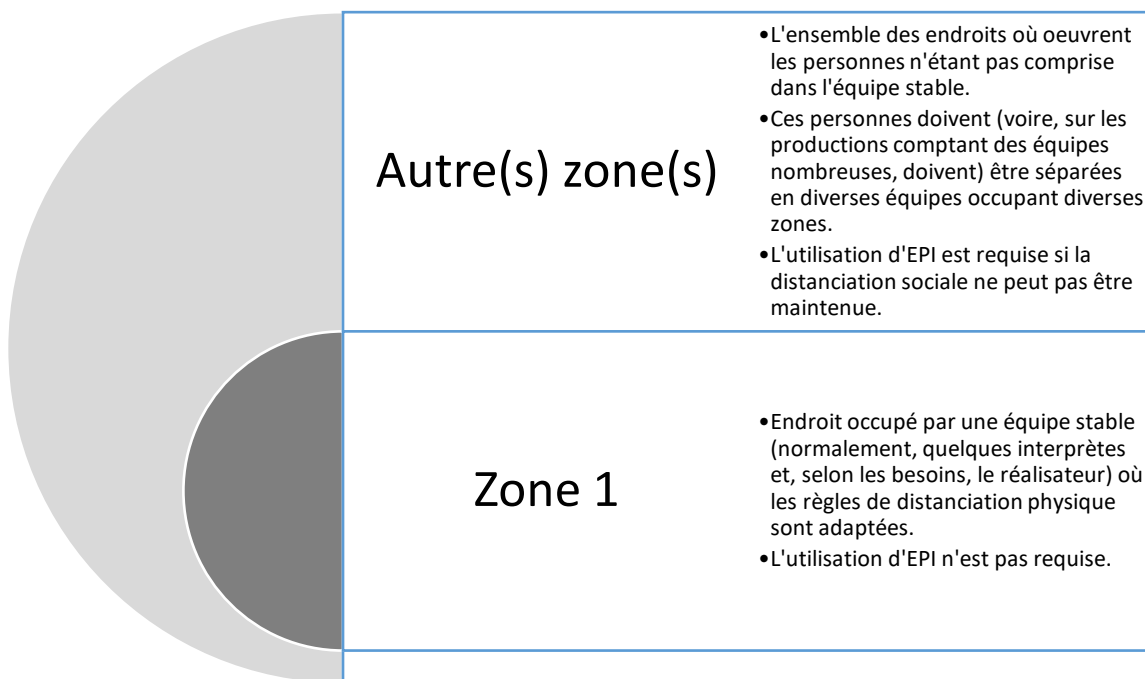 Autre(s) zone(s)
•L'ensemble des endroits où oeuvrent
les personnes n'étant pas comprise
dans l'équipe stable.
•Ces personnes doivent (voire, sur les
productions comptant des équipes
nombreuses, doivent) être séparées
en diverses équipes occupant diverses
zones.
•L'utilisation d'EPI est requise si la
distanciation sociale ne peut pas être
maintenue.
Zone 1
•Endroit occupé par une équipe stable
(normalement, quelques interprètes
et, selon les besoins, le réalisateur) où
les règles de distanciation physique
sont adaptées.
•L'utilisation d'EPI n'est pas requise.